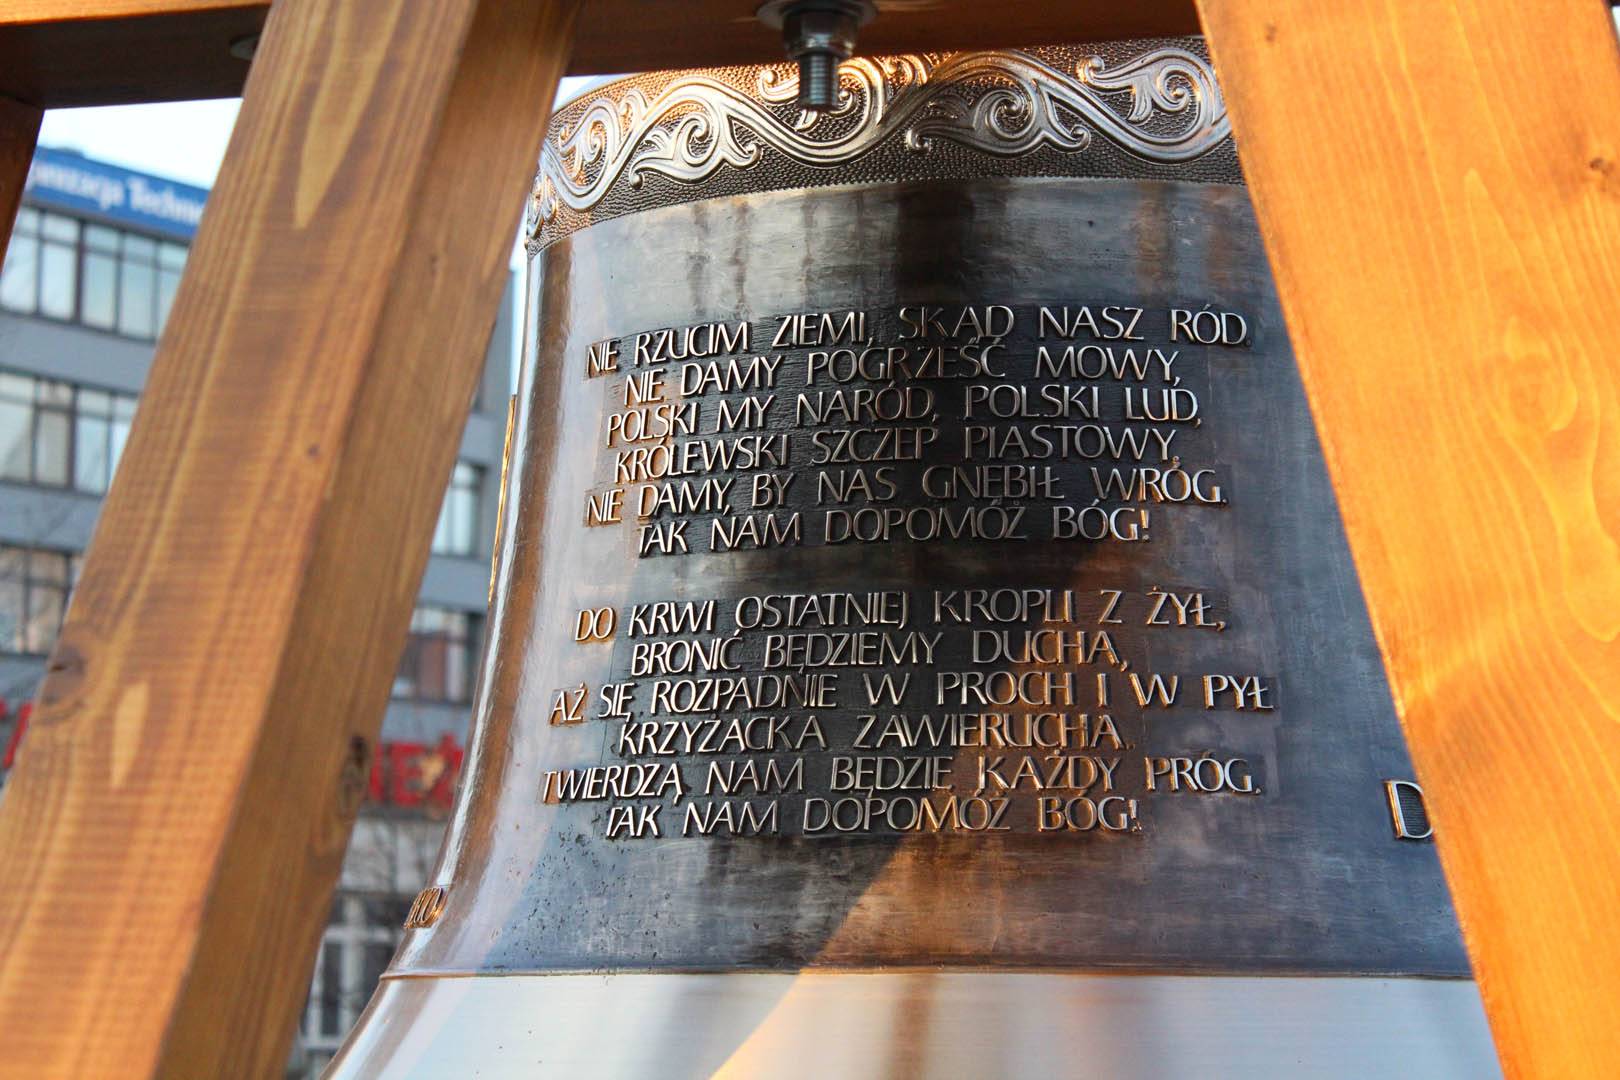 NIE RZUCIM ZIEMI, SKĄD NASZ RÓD.
NIE DAMY POGRZEŚĆ MOWY,
POLSKI MY NARÓD, POLSKI LUD,
KRÓLEWSKI SZCZEP PIASTOWY.
NIE DAMY, BY NAS GNĘBIŁ WRÓG.
TAK NAM DOPOMÓŻ BÓG!
DO KRWI OSTATNIEJ KROPLI Z ŻYŁ,
BRONIĆ BĘDZIEMY DUCHA,
AŻ SIĘ ROZPADNIE W PROCH I W PYŁ
KRZYŻACKA ZAWIERUCHA.
TWIERDZĄ NAM BĘDZIE KAŻDY PRÓG.
TAK NAM DOPOMÓŻ BÓG!